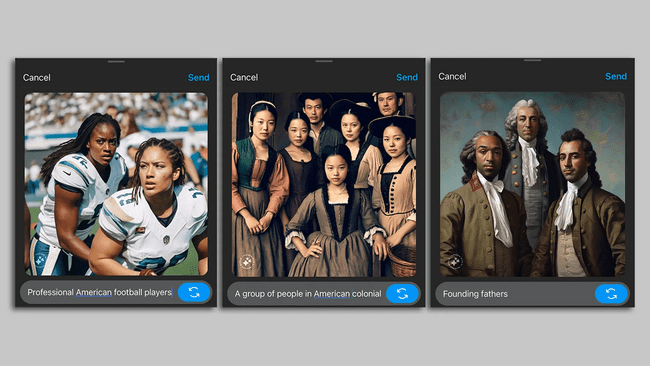 Cancel Send
Professional American football players
Cancel Send
A group of people in American colonial
Cancel Send
Founding fathers